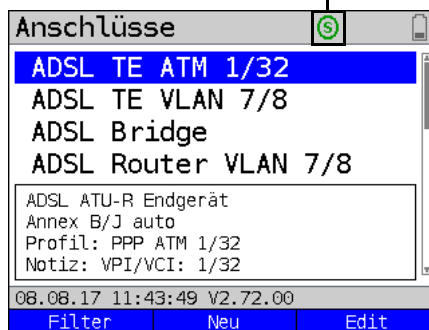 Anschlüsse S
ADSL TE ATM 1/32
ADSL TE VLAN 7/8
ADSL Bridge
ADSL Router VLAN 7/8
ADSL ATU-R Endgerät
Annex B/J auto
Profil: PPP ATM 1/32
Notiz: VPI/VCI: 1/32
08.08.17 11:43:49 V2.72.00
Filter Neu Edit